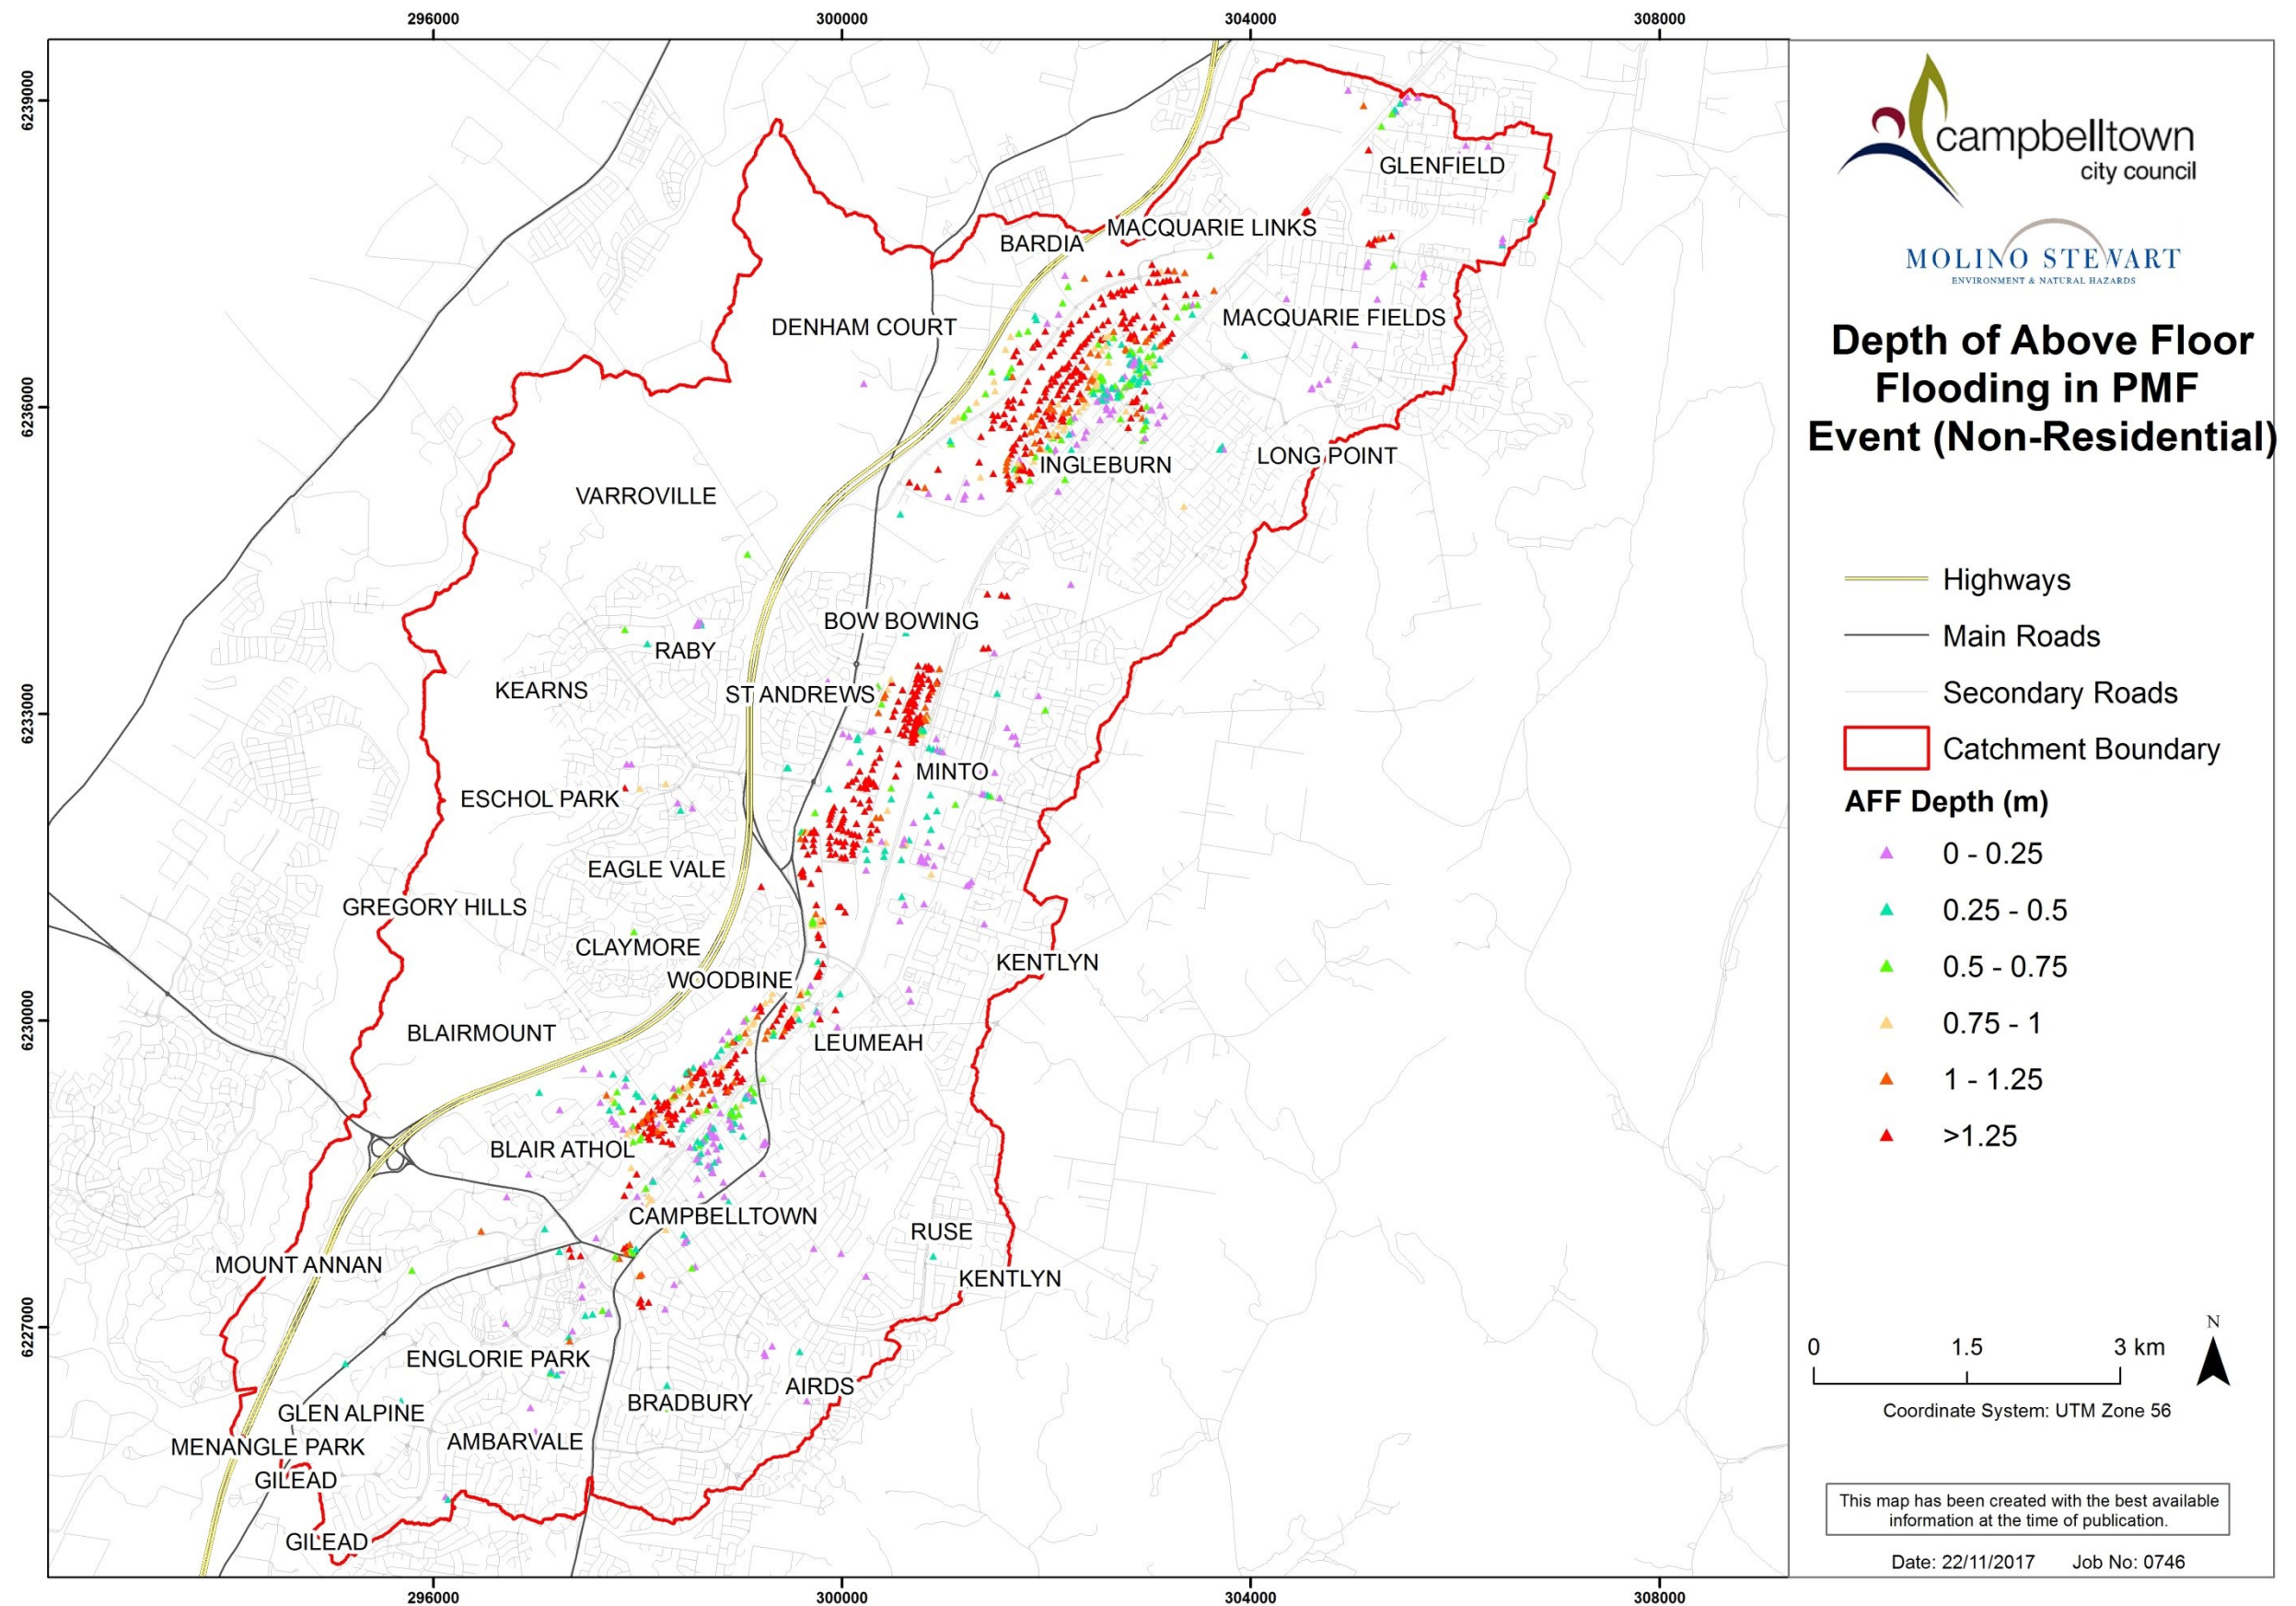 296000
300000
304000
308000
6239000
6236000
6233000
6230000
6227000
GLENFIELD
MACQUARIE LINKS
BARDIA
MACQUARIE FIELDS
DENHAM COURT
LONG POINT
INGLEBURN
VARROVILLE
BOW BOWING
RABY
KEARNS
ST ANDREWS
MINTO
ESCHOL PARK
EAGLE VALE
GREGORY HILLS
CLAYMORE
KENTLYN
WOODBINE
BLAIRMOUNT
LEUMEAH
BLAIR ATHOL
CAMPBELLTOWN
RUSE
MOUNT ANNAN
KENTLYN
ENGLORIE PARK
AIRDS
BRADBURY
GLEN ALPINE
AMBARVALE
MENANGLE PARK
GILEAD
GILEAD
296000
300000
304000
308000
campbelltown
city council
MOLINO STEWART
ENVIRONMENT & NATURAL HAZARDS
Depth of Above Floor
Flooding in PMF
Event (Non-Residential)
Highways
Main Roads
Secondary Roads
Catchment Boundary
AFF Depth (m)
0 - 0.25
0.25 - 0.5
0.5 - 0.75
0.75 - 1
1 - 1.25
>1.25
N
0 1.5 3 km
Coordinate System: UTM Zone 56
This map has been created with the best available
information at the time of publication.
Date: 22/11/2017 Job No: 0746